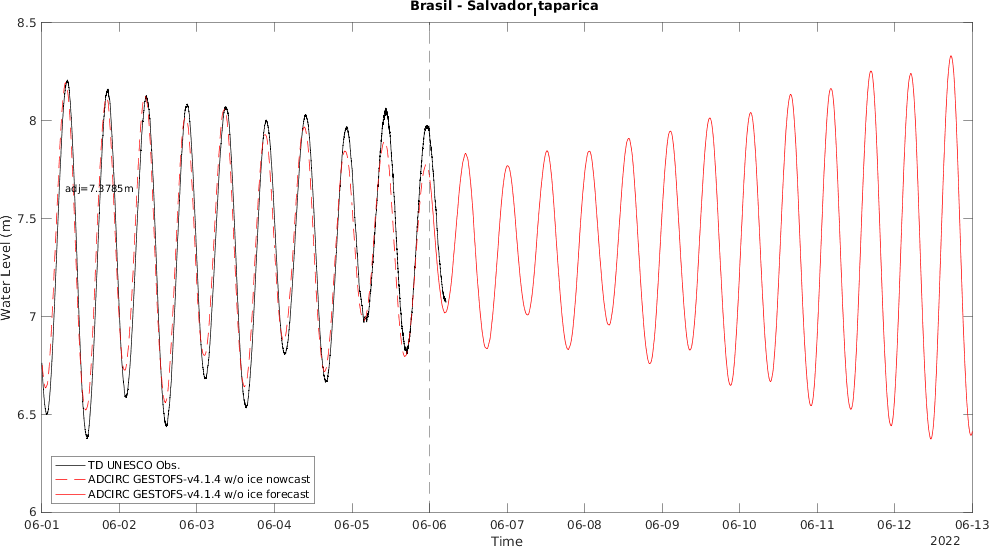 Brasil - Salvador_Itaparica
8.5
8
adj=7.3785m
7.5
Water Level (m)
7
6.5
TD UNESCO Obs.
ADCIRC GESTOFS-v4.1.4 w/o ice nowcast
ADCIRC GESTOFS-v4.1.4 w/o ice forecast
6
06-01 06-02 06-03 06-04 06-05 06-06 06-07 06-08 06-09 06-10 06-11 06-12 06-13
Time
2022